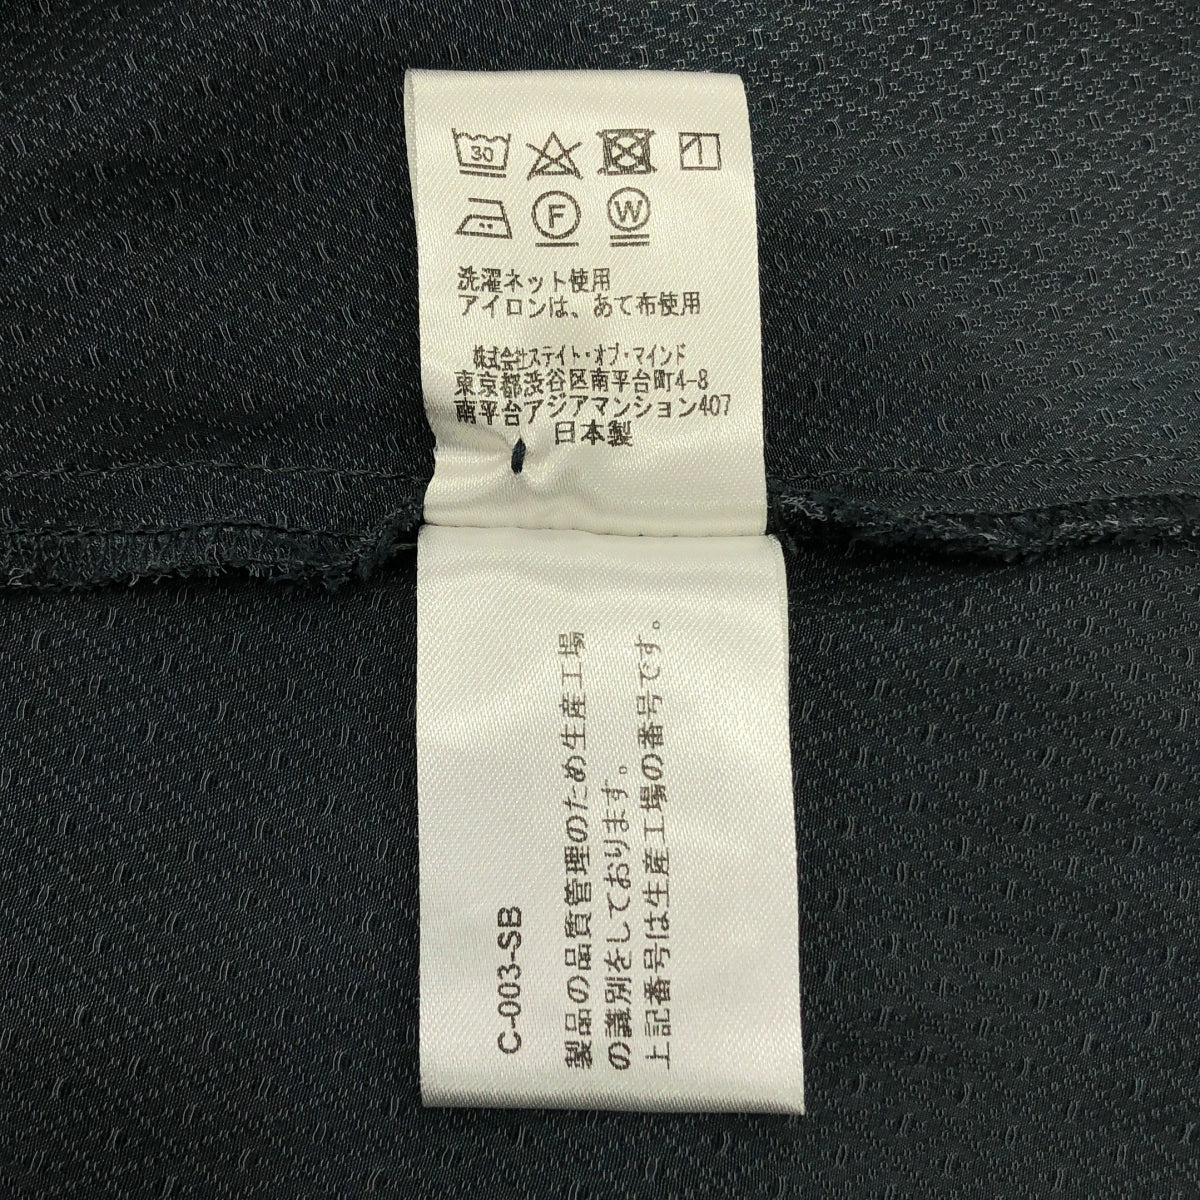 30
F
W
洗濯ネット使用
アイロンは、あて布使用
株式会社ステイト・オブ・マインド
東京都渋谷区南平台町4-8
南平台アジアマンション407
日本製
C-003-SB
製品の品質管理のため生産工場
の識別をしております。
上記番号は生産工場の番号です。